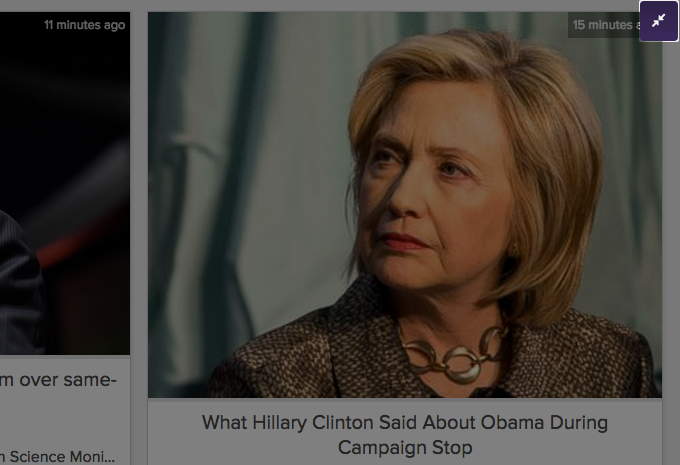 11 minutes ago
15 minutes
m over same-
n Science Moni...
What Hillary Clinton Said About Obama During
Campaign Stop